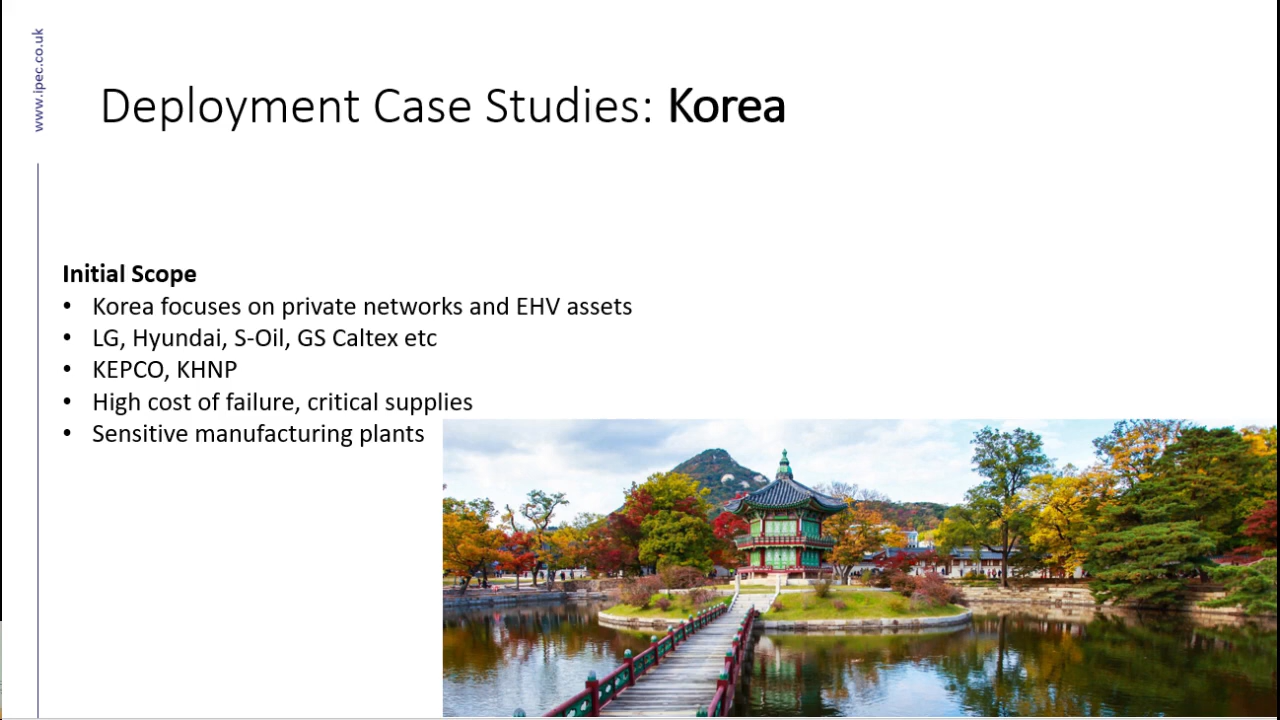 www.ipec.co.uk
Deployment Case Studies: Korea
Initial Scope
• Korea focuses on private networks and EHV assets
• LG, Hyundai, S-Oil, GS Caltex etc
• KEPCO, KHNP
• High cost of failure, critical supplies
• Sensitive manufacturing plants